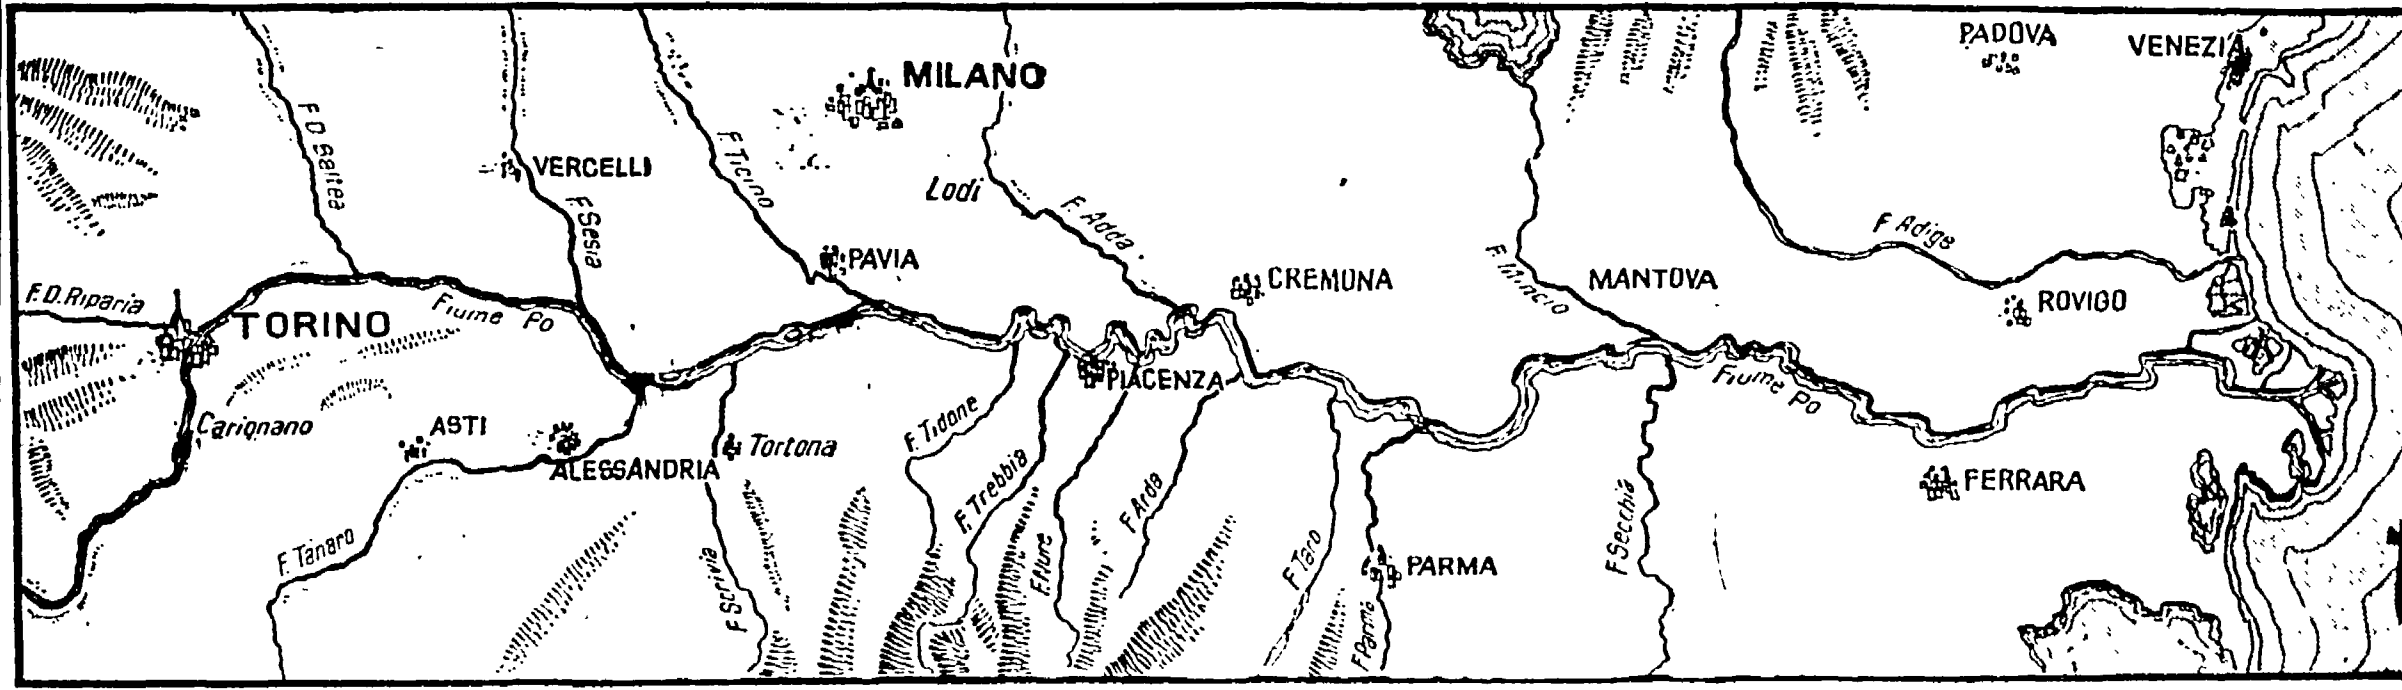 PADOVA
VENEZIA
MILANO
F. D. Baltea
VERCELLI
F. Ticino
Lodi
F. Sesia
F. Adda
F. Adige
PAVIA
F. Mincio
CREMONA
MANTOVA
F. D. Riparia
ROVIGO
TORINO
Fiume Po
PIACENZA
Fiume Po
Carignano
ASTI
F. Tidone
Tortona
ALESSANDRIA
F. Trebbia
F. Arda
FERRARA
F. Secchia
F. Tanaro
F. Nure
F. Taro
PARMA
F. Scrivia
F. Parma